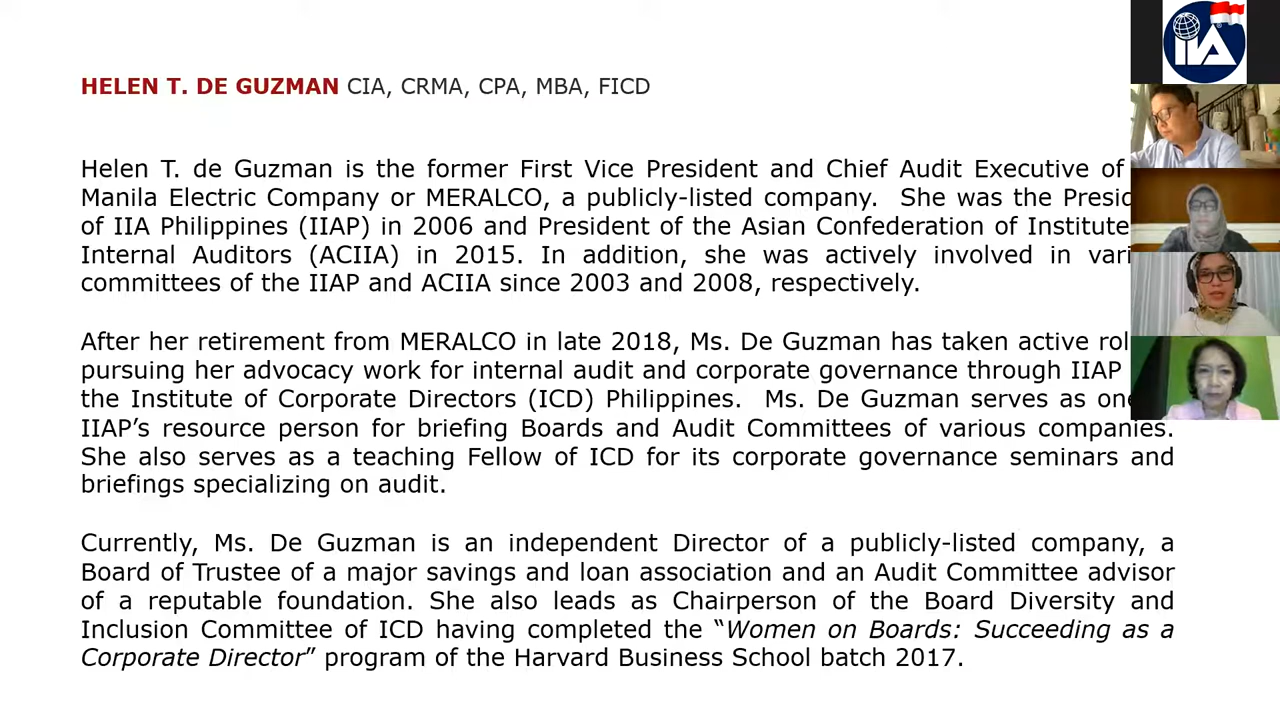 HELEN T. DE GUZMAN CIA, CRMA, CPA, MBA, FICD
Helen T. de Guzman is the former First Vice President and Chief Audit Executive of
Manila Electric Company or MERALCO, a publicly-listed company. She was the Presid
of IIA Philippines (IIAP) in 2006 and President of the Asian Confederation of Institute
Internal Auditors (ACIIA) in 2015. In addition, she was actively involved in vari
committees of the IIAP and ACIIA since 2003 and 2008, respectively.
After her retirement from MERALCO in late 2018, Ms. De Guzman has taken active rol
pursuing her advocacy work for internal audit and corporate governance through IIAP
the Institute of Corporate Directors (ICD) Philippines. Ms. De Guzman serves as one
IIAP’s resource person for briefing Boards and Audit Committees of various companies.
She also serves as a teaching Fellow of ICD for its corporate governance seminars and
briefings specializing on audit.
Currently, Ms. De Guzman is an independent Director of a publicly-listed company, a
Board of Trustee of a major savings and loan association and an Audit Committee advisor
of a reputable foundation. She also leads as Chairperson of the Board Diversity and
Inclusion Committee of ICD having completed the “Women on Boards: Succeeding as a
Corporate Director” program of the Harvard Business School batch 2017.
IIA